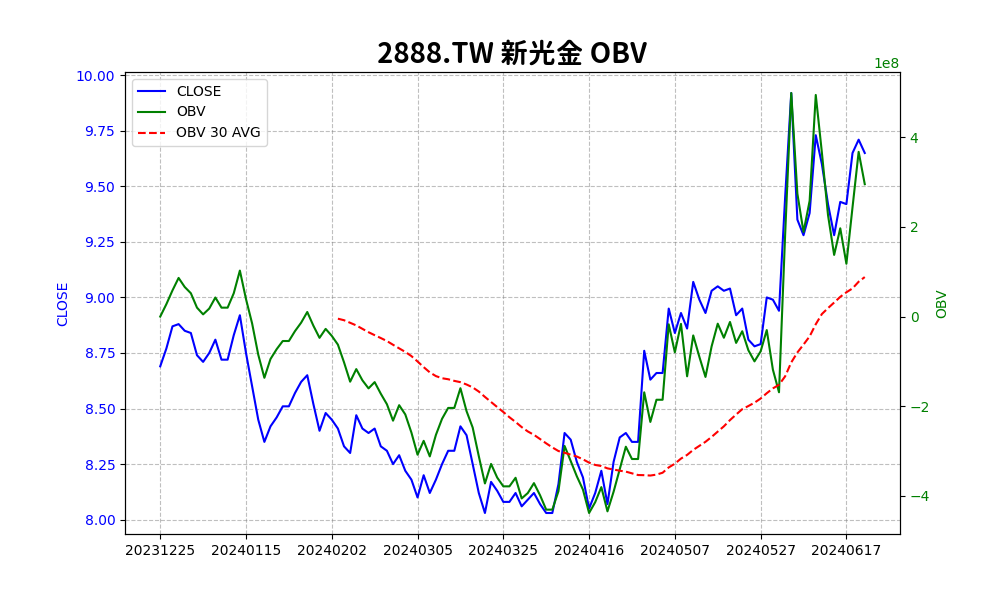 2888.TW 新光金 OBV
1e8
CLOSE
OBV
OBV 30 AVG
10.00
9.75
9.50
9.25
9.00
8.75
8.50
8.25
8.00
CLOSE
4
2
0
−2
−4
OBV
20231225 20240115 20240202 20240305 20240325 20240416 20240507 20240527 20240617